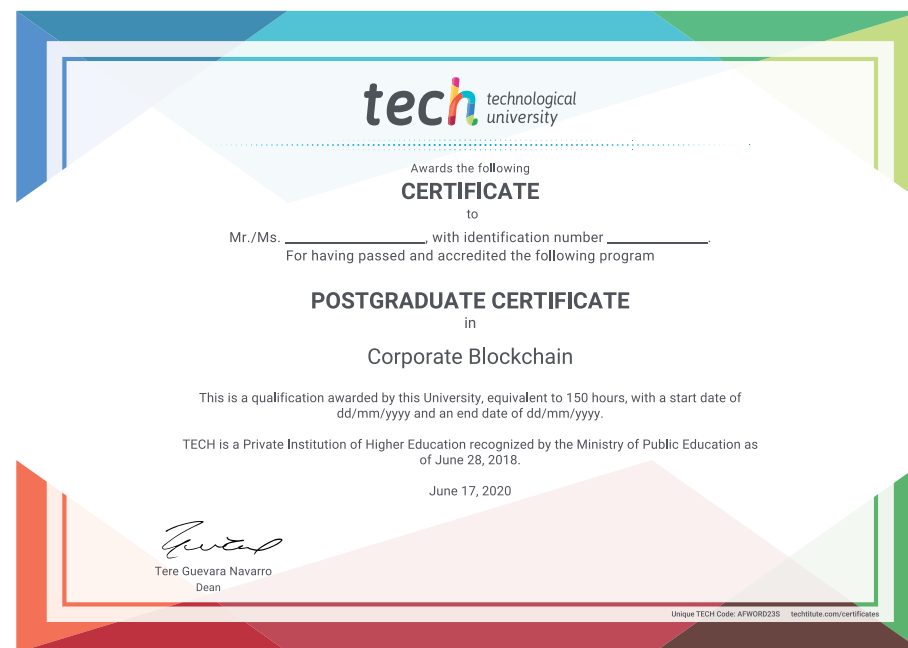 tech technological
university
Awards the following
CERTIFICATE
to
Mr./Ms. ____________________, with identification number ______________.
For having passed and accredited the following program
POSTGRADUATE CERTIFICATE
in
Corporate Blockchain
This is a qualification awarded by this University, equivalent to 150 hours, with a start date of
dd/mm/yyyy and an end date of dd/mm/yyyy.
TECH is a Private Institution of Higher Education recognized by the Ministry of Public Education as
of June 28, 2018.
June 17, 2020
Tere Guevara Navarro
Dean
Unique TECH Code: AFWORD23S techtitute.com/certificates